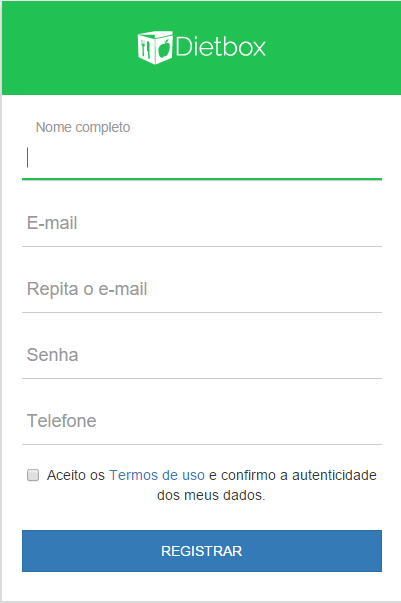 Dietbox
Nome completo
E-mail
Repita o e-mail
Senha
Telefone
Aceito os Termos de uso e confirmo a autenticidade
dos meus dados.
REGISTRAR